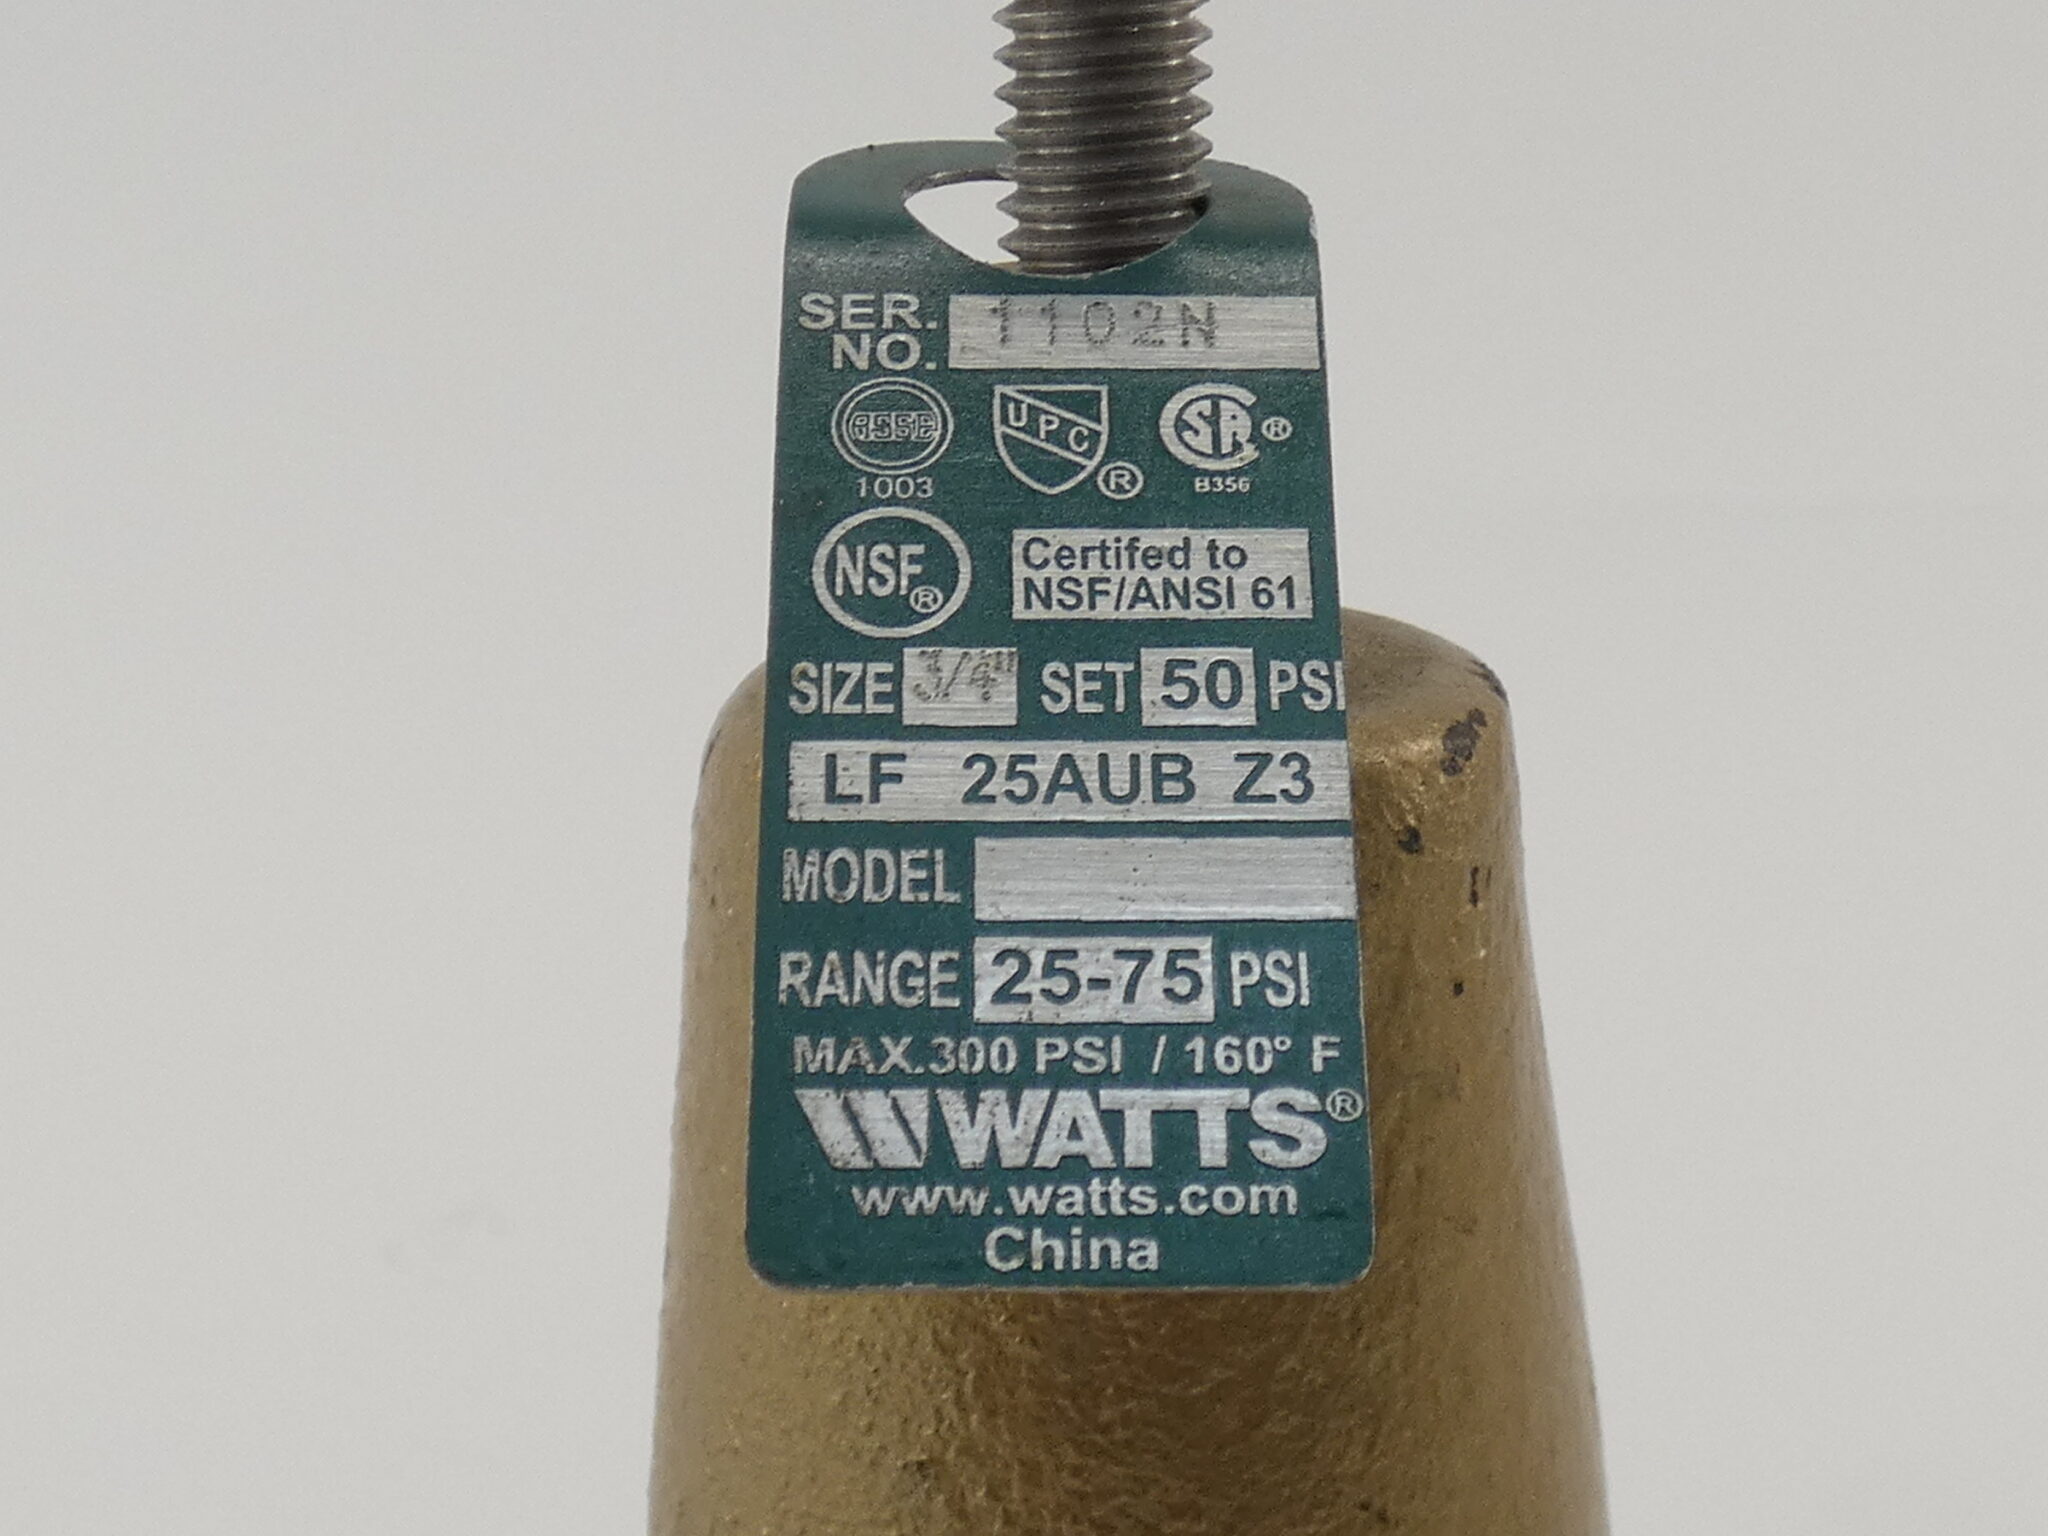 SER. NO. 1102N
ASSE UPC ® CSA ®
1003 B356
NSF® Certifed to
NSF/ANSI 61
SIZE 3/4" SET 50 PSI
LF 25AUB Z3
MODEL
RANGE 25-75 PSI
MAX.300 PSI / 160° F
WATTS®
www.watts.com
China